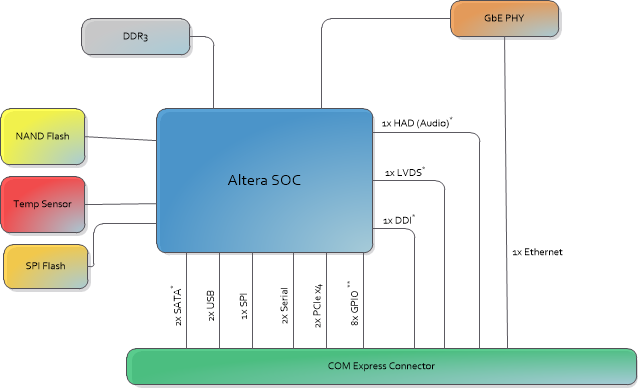 GbE PHY
DDR3
NAND Flash
1x HAD (Audio)*
Altera SOC
1x LVDS*
Temp Sensor
1x DDI*
1x Ethernet
SPI Flash
2x SATA*
2x USB
1x SPI
2x Serial
2x PCIe x4
8x GPIO**
COM Express Connector